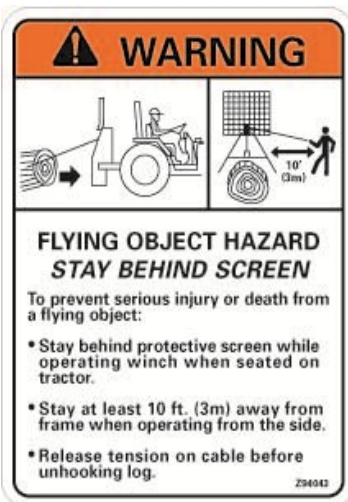 WARNING
10'
(3m)
FLYING OBJECT HAZARD
STAY BEHIND SCREEN
To prevent serious injury or death from
a flying object:
• Stay behind protective screen while
operating winch when seated on
tractor.
• Stay at least 10 ft. (3m) away from
frame when operating from the side.
• Release tension on cable before
unhooking log.
Z94043